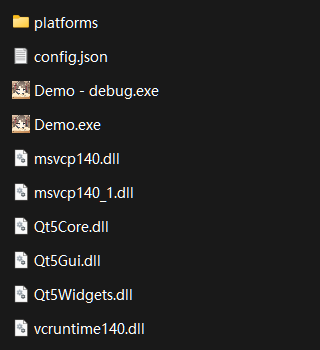 platforms
config.json
Demo - debug.exe
Demo.exe
msvcp140.dll
msvcp140_1.dll
Qt5Core.dll
Qt5Gui.dll
Qt5Widgets.dll
vcruntime140.dll